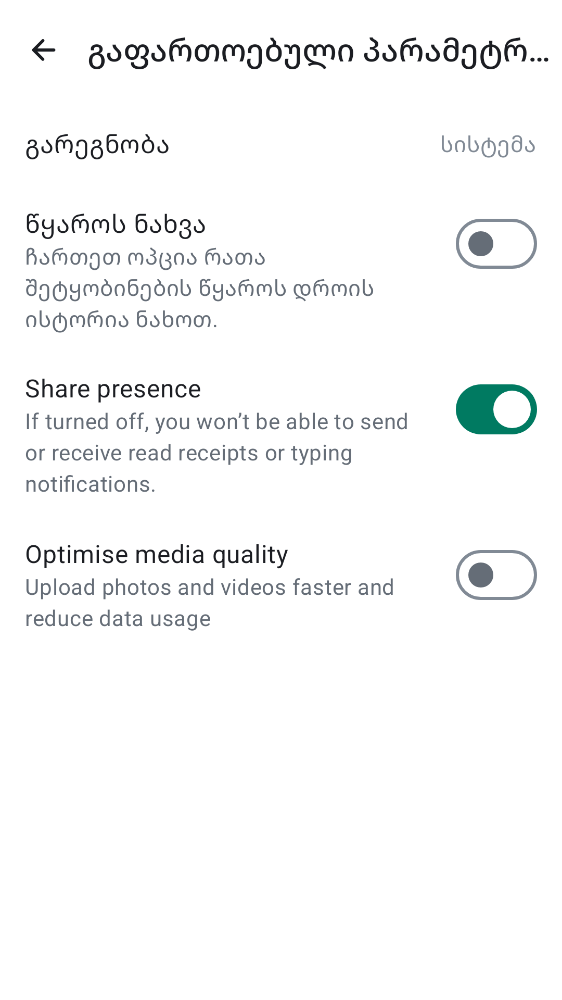 გაფართოებული პარამეტრ...
გარეგნობა
სისტემა
წყაროს ნახვა
ჩართეთ ოპცია რათა
შეტყობინების წყაროს დროის
ისტორია ნახოთ.
Share presence
If turned off, you won’t be able to send
or receive read receipts or typing
notifications.
Optimise media quality
Upload photos and videos faster and
reduce data usage